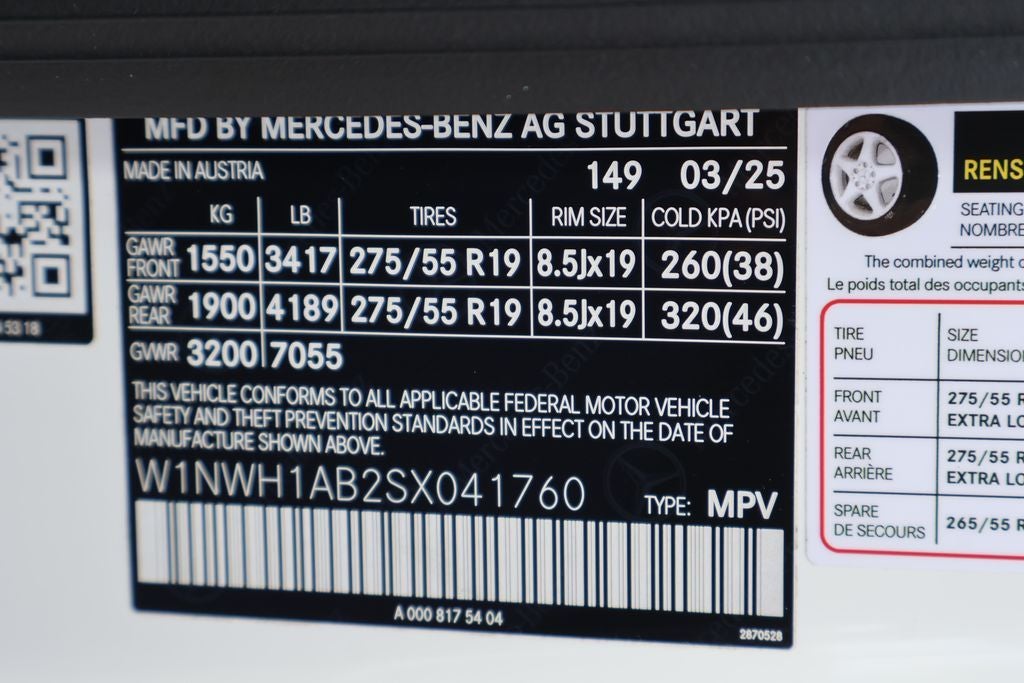 MFD BY MERCEDES-BENZ AG STUTTGART
MADE IN AUSTRIA 149 03/25
KG LB TIRES RIM SIZE COLD KPA (PSI)
GAWR FRONT 1550 3417 275/55 R19 8.5Jx19 260(38)
GAWR REAR 1900 4189 275/55 R19 8.5Jx19 320(46)
GVWR 3200 7055
THIS VEHICLE CONFORMS TO ALL APPLICABLE FEDERAL MOTOR VEHICLE
SAFETY AND THEFT PREVENTION STANDARDS IN EFFECT ON THE DATE OF
MANUFACTURE SHOWN ABOVE.
W1NWH1AB2SX041760 TYPE: MPV
A 000 817 54 04
2870528
53 18
RENS
SEATING
NOMBRE
The combined weight
Le poids total des occupants
TIRE
PNEU
SIZE
DIMENSIO
FRONT
AVANT
275/55 R
EXTRA LO
REAR
ARRIÈRE
275/55 R
EXTRA LO
SPARE
DE SECOURS
265/55 R